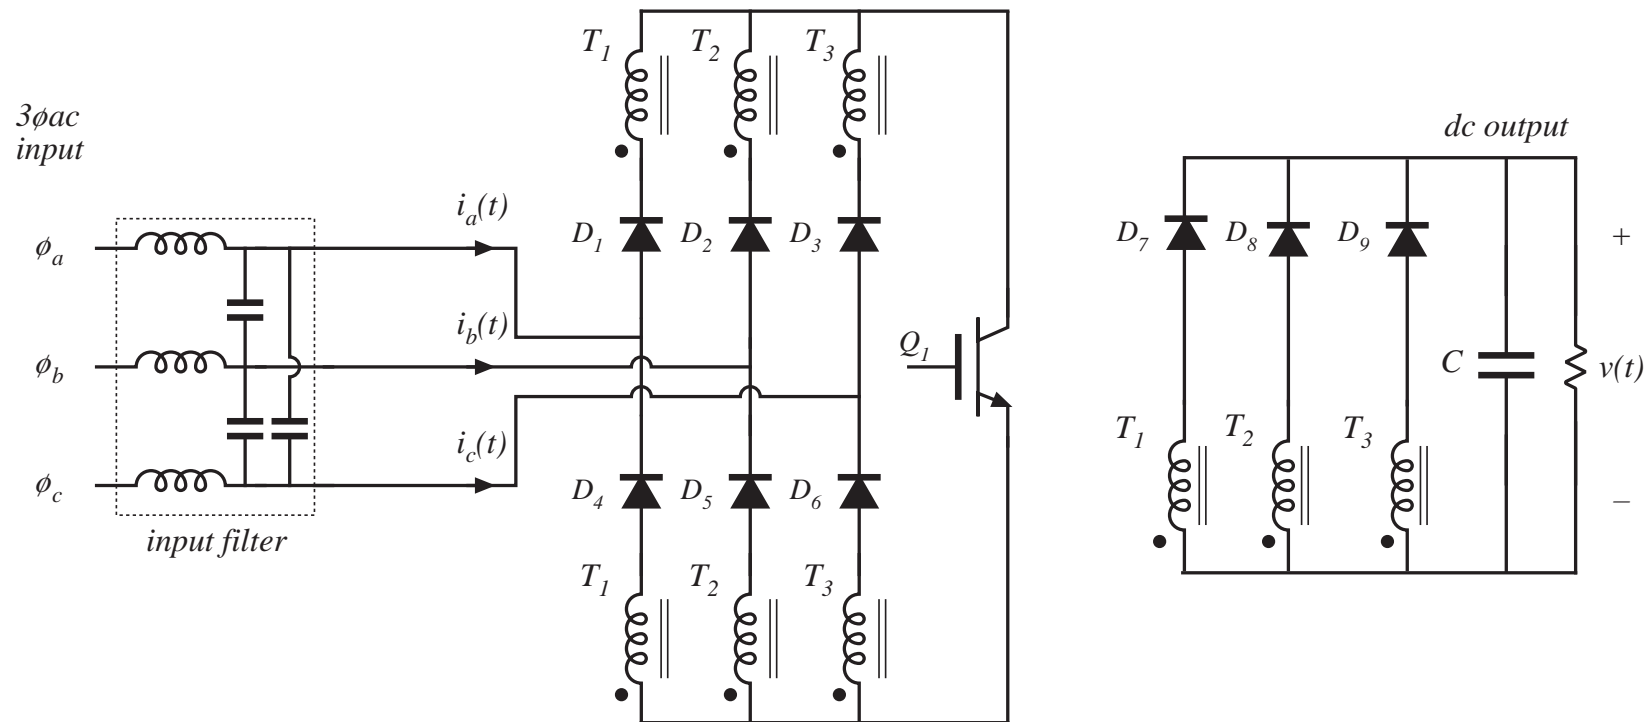 3ϕac
input
ϕa
ϕb
ϕc
input filter
ia(t)
ib(t)
ic(t)
T1
T2
T3
D1
D2
D3
D4
D5
D6
T1
T2
T3
Q1
dc output
D7
D8
D9
T1
T2
T3
C
+
v(t)
–